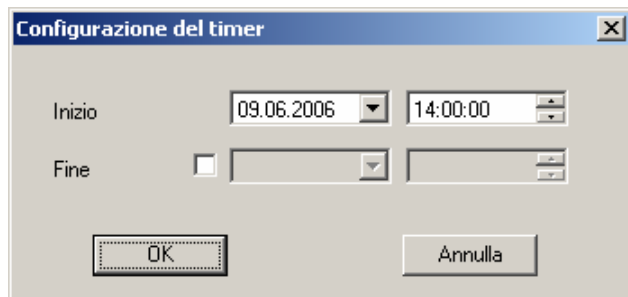 Configurazione del timer
Inizio 09.06.2006 14:00:00
Fine
OK Annulla